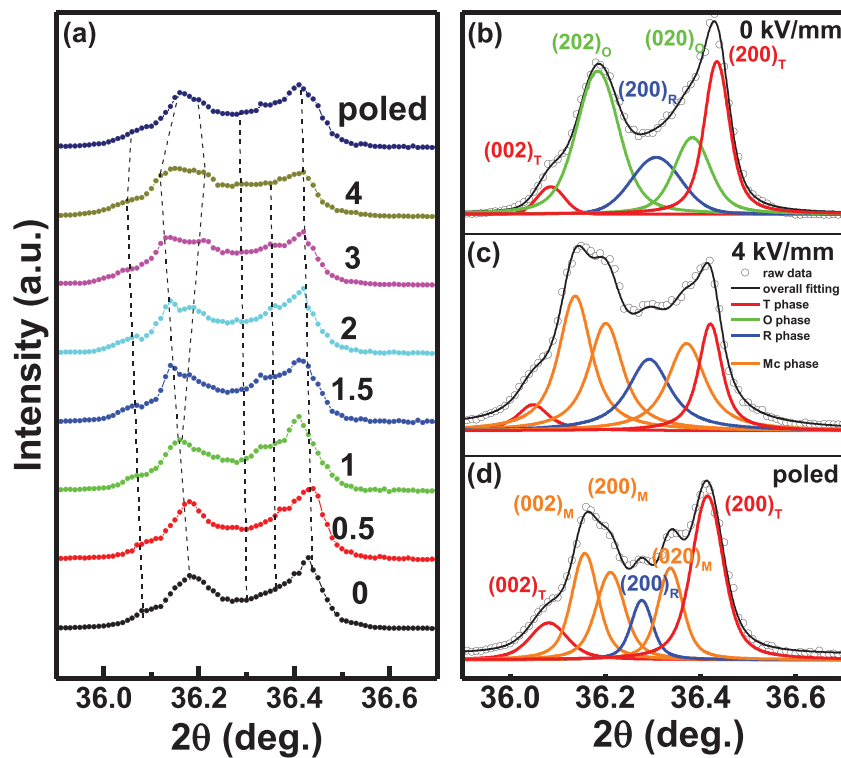 (a)
poled
4
3
2
1.5
1
0.5
0
Intensity (a.u.)
36.0 36.2 36.4 36.6
2θ (deg.)
(b) 0 kV/mm
(202)O (020)O
(200)T
(200)R
(002)T
(c) 4 kV/mm
raw data
overall fitting
T phase
O phase
R phase
Mc phase
(d) poled
(200)M
(002)M (200)T
(020)M
(002)T (200)R
36.0 36.2 36.4 36.6
2θ (deg.)